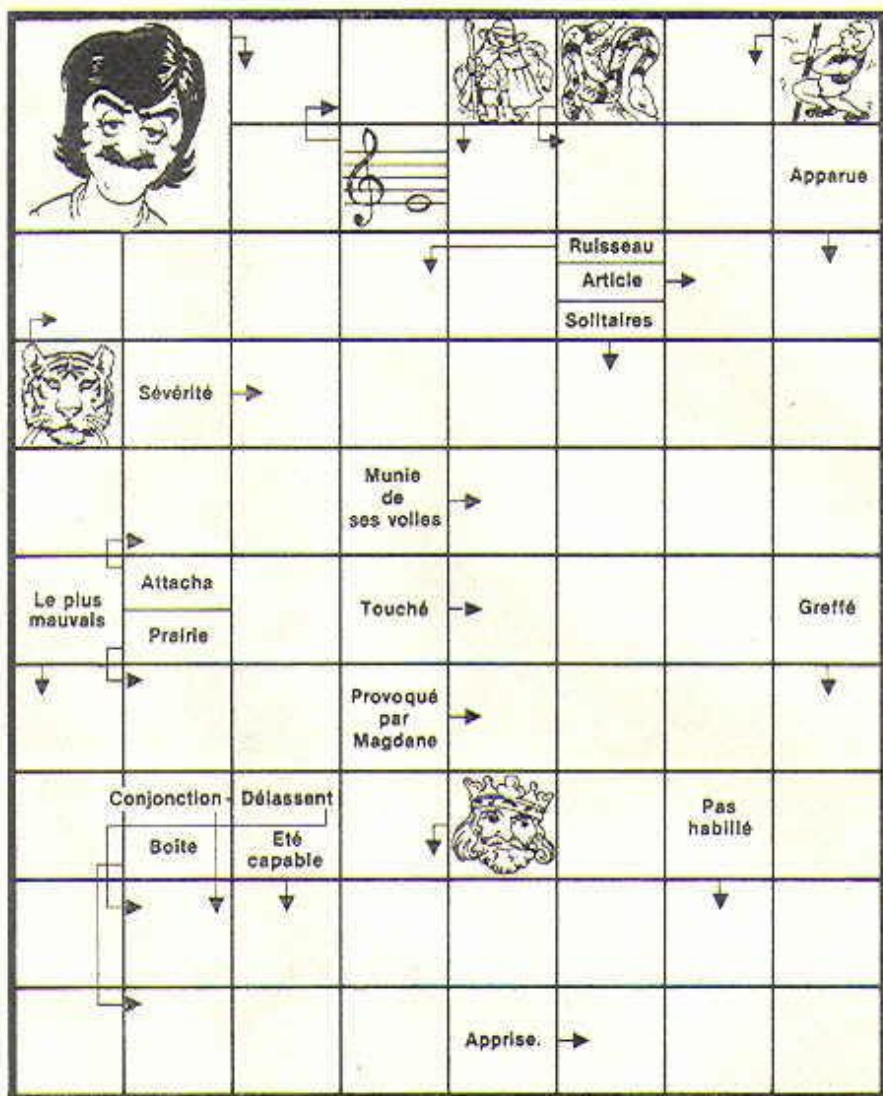 Apparue
Ruisseau
Article
Solitaires
Sévérité
Munie
de
ses voiles
Le plus
mauvais
Attacha
Prairie
Touché
Greffé
Provoqué
par
Magdane
Conjonction - Délassent
Boîte
Eté
capable
Pas
habillé
Apprise.